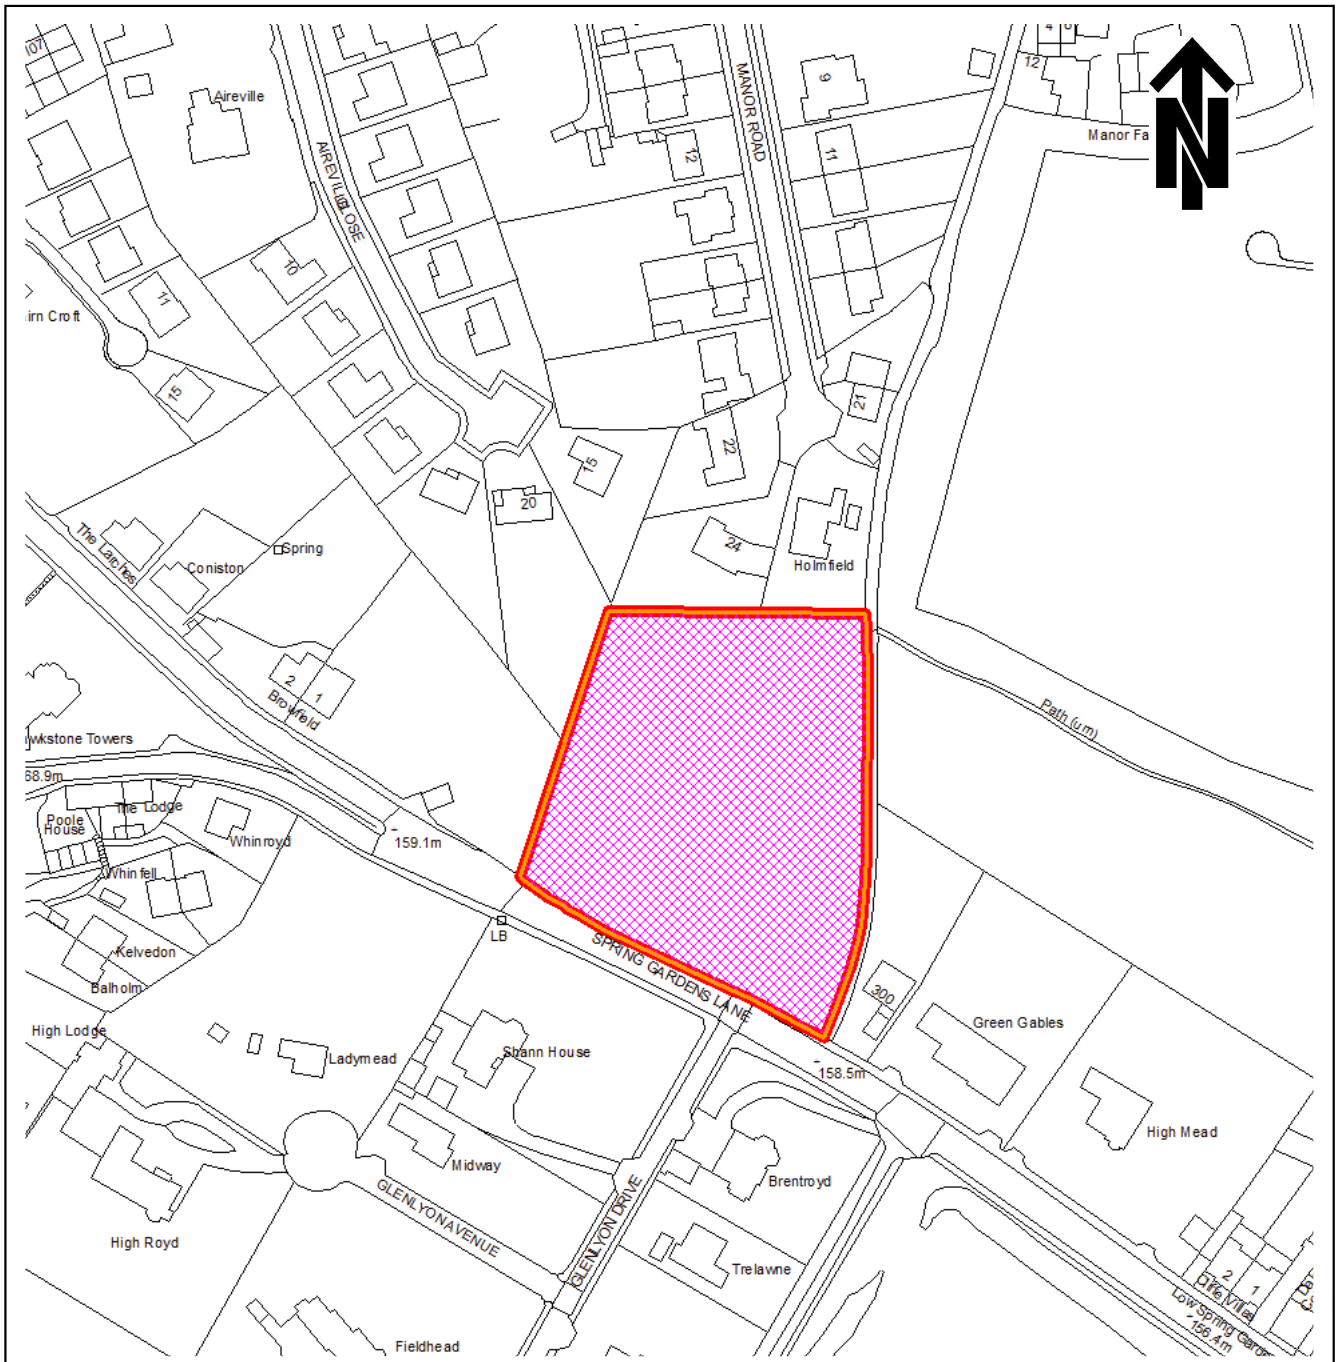 107
Aireville
AIREVILLE CLOSE
MANOR ROAD
9
4
12
Manor Fa
N
12
11
10
11
irn Croft
15
21
22
15
20
24
Holmfield
The Larches
Spring
Coniston
2
1
Browfield
Path (um)
wkstone Towers
68.9m
The Lodge
Poole
House
Whinroyd
159.1m
Whinfell
LB
SPRING GARDENS LANE
Kelvedon
Balholm
300
High Lodge
Green Gables
Ladymead
Shann House
158.5m
High Mead
Midway
Brentroyd
GLENLYON AVENUE
GLENLYON DRIVE
High Royd
Trelawne
2
1
Cliffe Villas
Low Spring Gard
156.4m
Fieldhead